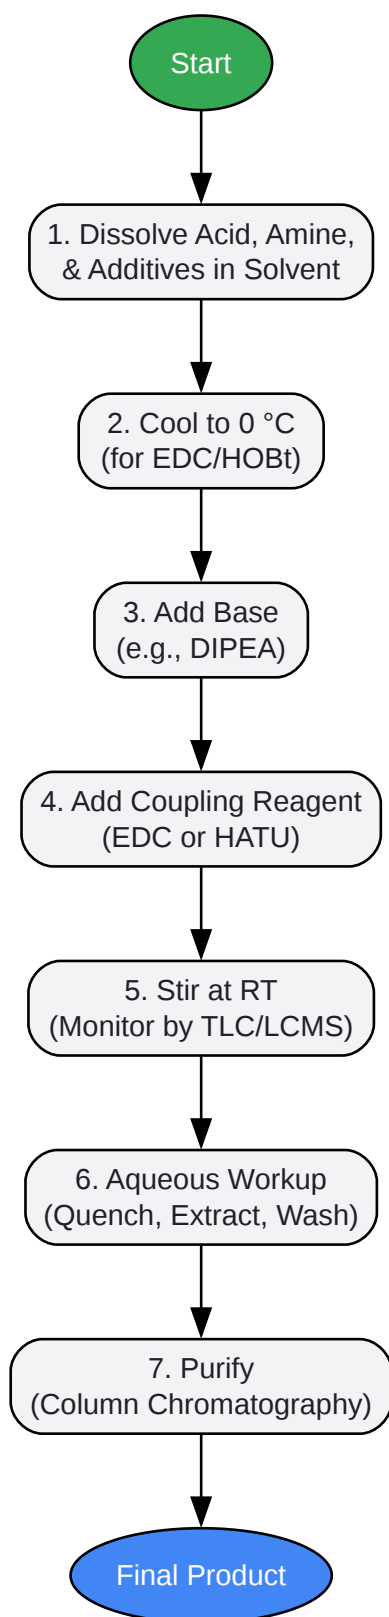 Start
1. Dissolve Acid, Amine,
& Additives in Solvent
2. Cool to 0 °C
(for EDC/HOBt)
3. Add Base
(e.g., DIPEA)
4. Add Coupling Reagent
(EDC or HATU)
5. Stir at RT
(Monitor by TLC/LCMS)
6. Aqueous Workup
(Quench, Extract, Wash)
7. Purify
(Column Chromatography)
Final Product